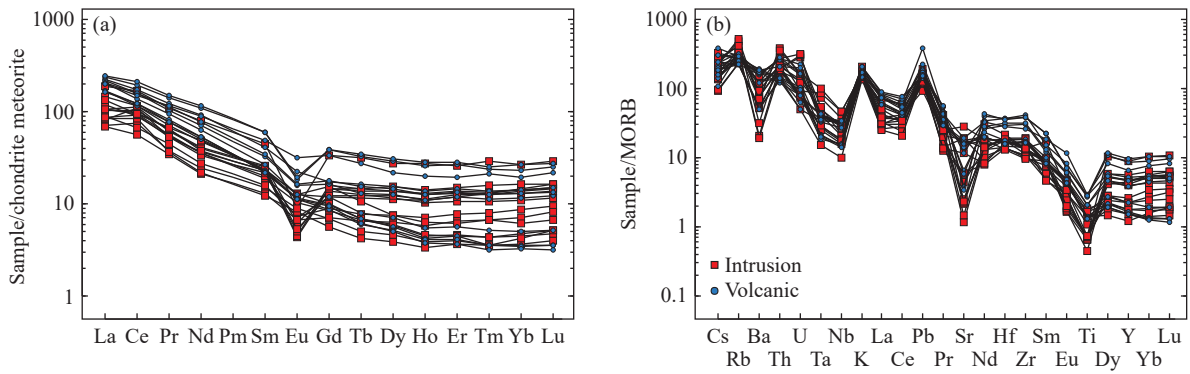 (a)
Sample/chondrite meteorite
1000
100
10
1
La Ce Pr Nd Pm Sm Eu Gd Tb Dy Ho Er Tm Yb Lu
(b)
Sample/MORB
1000
100
10
1
0.1
Intrusion
Volcanic
Cs Ba U Nb La Pb Sr Hf Sm Ti Y Lu
Rb Th Ta K Ce Pr Nd Zr Eu Dy Yb